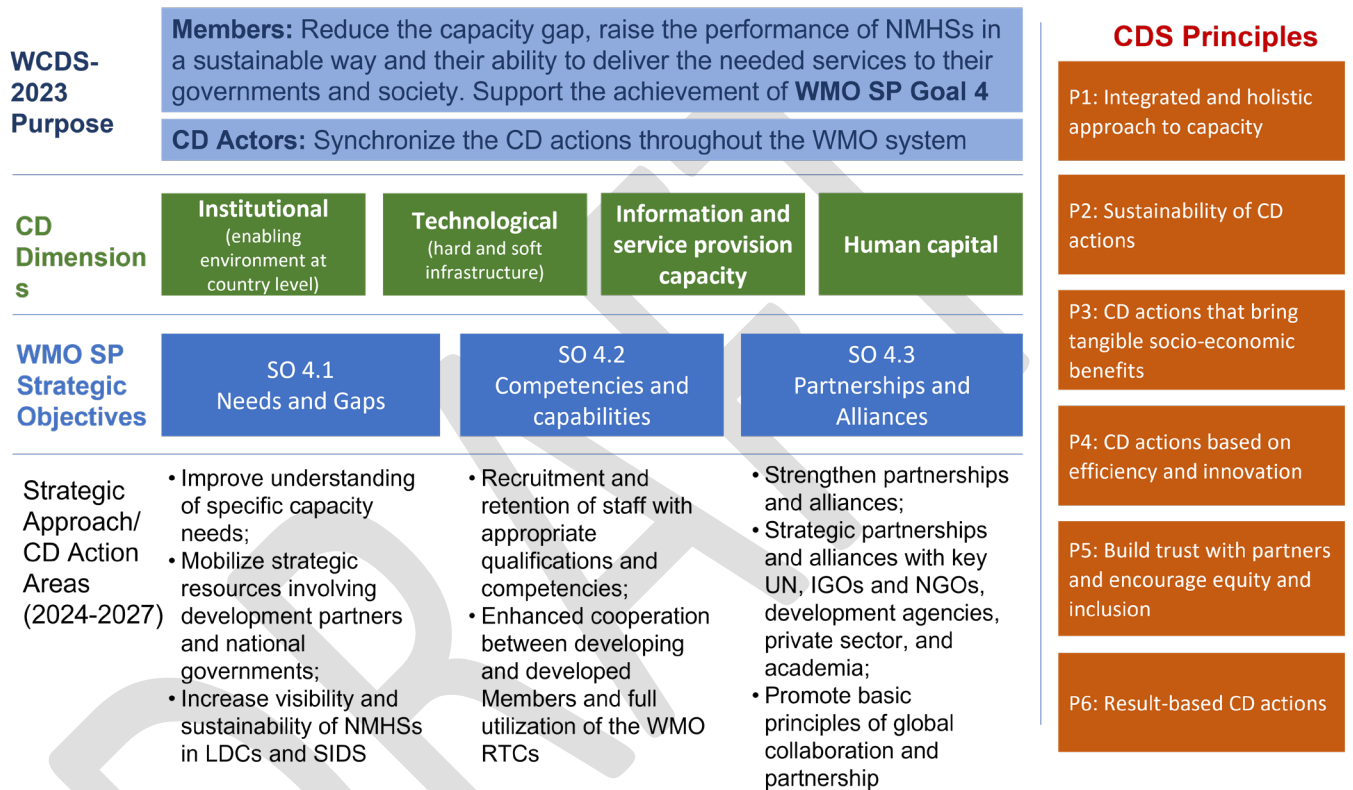 WCDS-
2023
Purpose
Members: Reduce the capacity gap, raise the performance of NMHSs in
a sustainable way and their ability to deliver the needed services to their
governments and society. Support the achievement of WMO SP Goal 4
CD Actors: Synchronize the CD actions throughout the WMO system
CD
Dimension
s
Institutional
(enabling
environment at
country level)
Technological
(hard and soft
infrastructure)
Information and
service provision
capacity
Human capital
WMO SP
Strategic
Objectives
SO 4.1
Needs and Gaps
SO 4.2
Competencies and
capabilities
SO 4.3
Partnerships and
Alliances
Strategic
Approach/
CD Action
Areas
(2024-2027)
• Improve understanding
of specific capacity
needs;
• Mobilize strategic
resources involving
development partners
and national
governments;
• Increase visibility and
sustainability of NMHSs
in LDCs and SIDS
• Recruitment and
retention of staff with
appropriate
qualifications and
competencies;
• Enhanced cooperation
between developing
and developed
Members and full
utilization of the WMO
RTCs
• Strengthen partnerships
and alliances;
• Strategic partnerships
and alliances with key
UN, IGOs and NGOs,
development agencies,
private sector, and
academia;
• Promote basic
principles of global
collaboration and
partnership
CDS Principles
P1: Integrated and holistic
approach to capacity
P2: Sustainability of CD
actions
P3: CD actions that bring
tangible socio-economic
benefits
P4: CD actions based on
efficiency and innovation
P5: Build trust with partners
and encourage equity and
inclusion
P6: Result-based CD actions
DRAFT